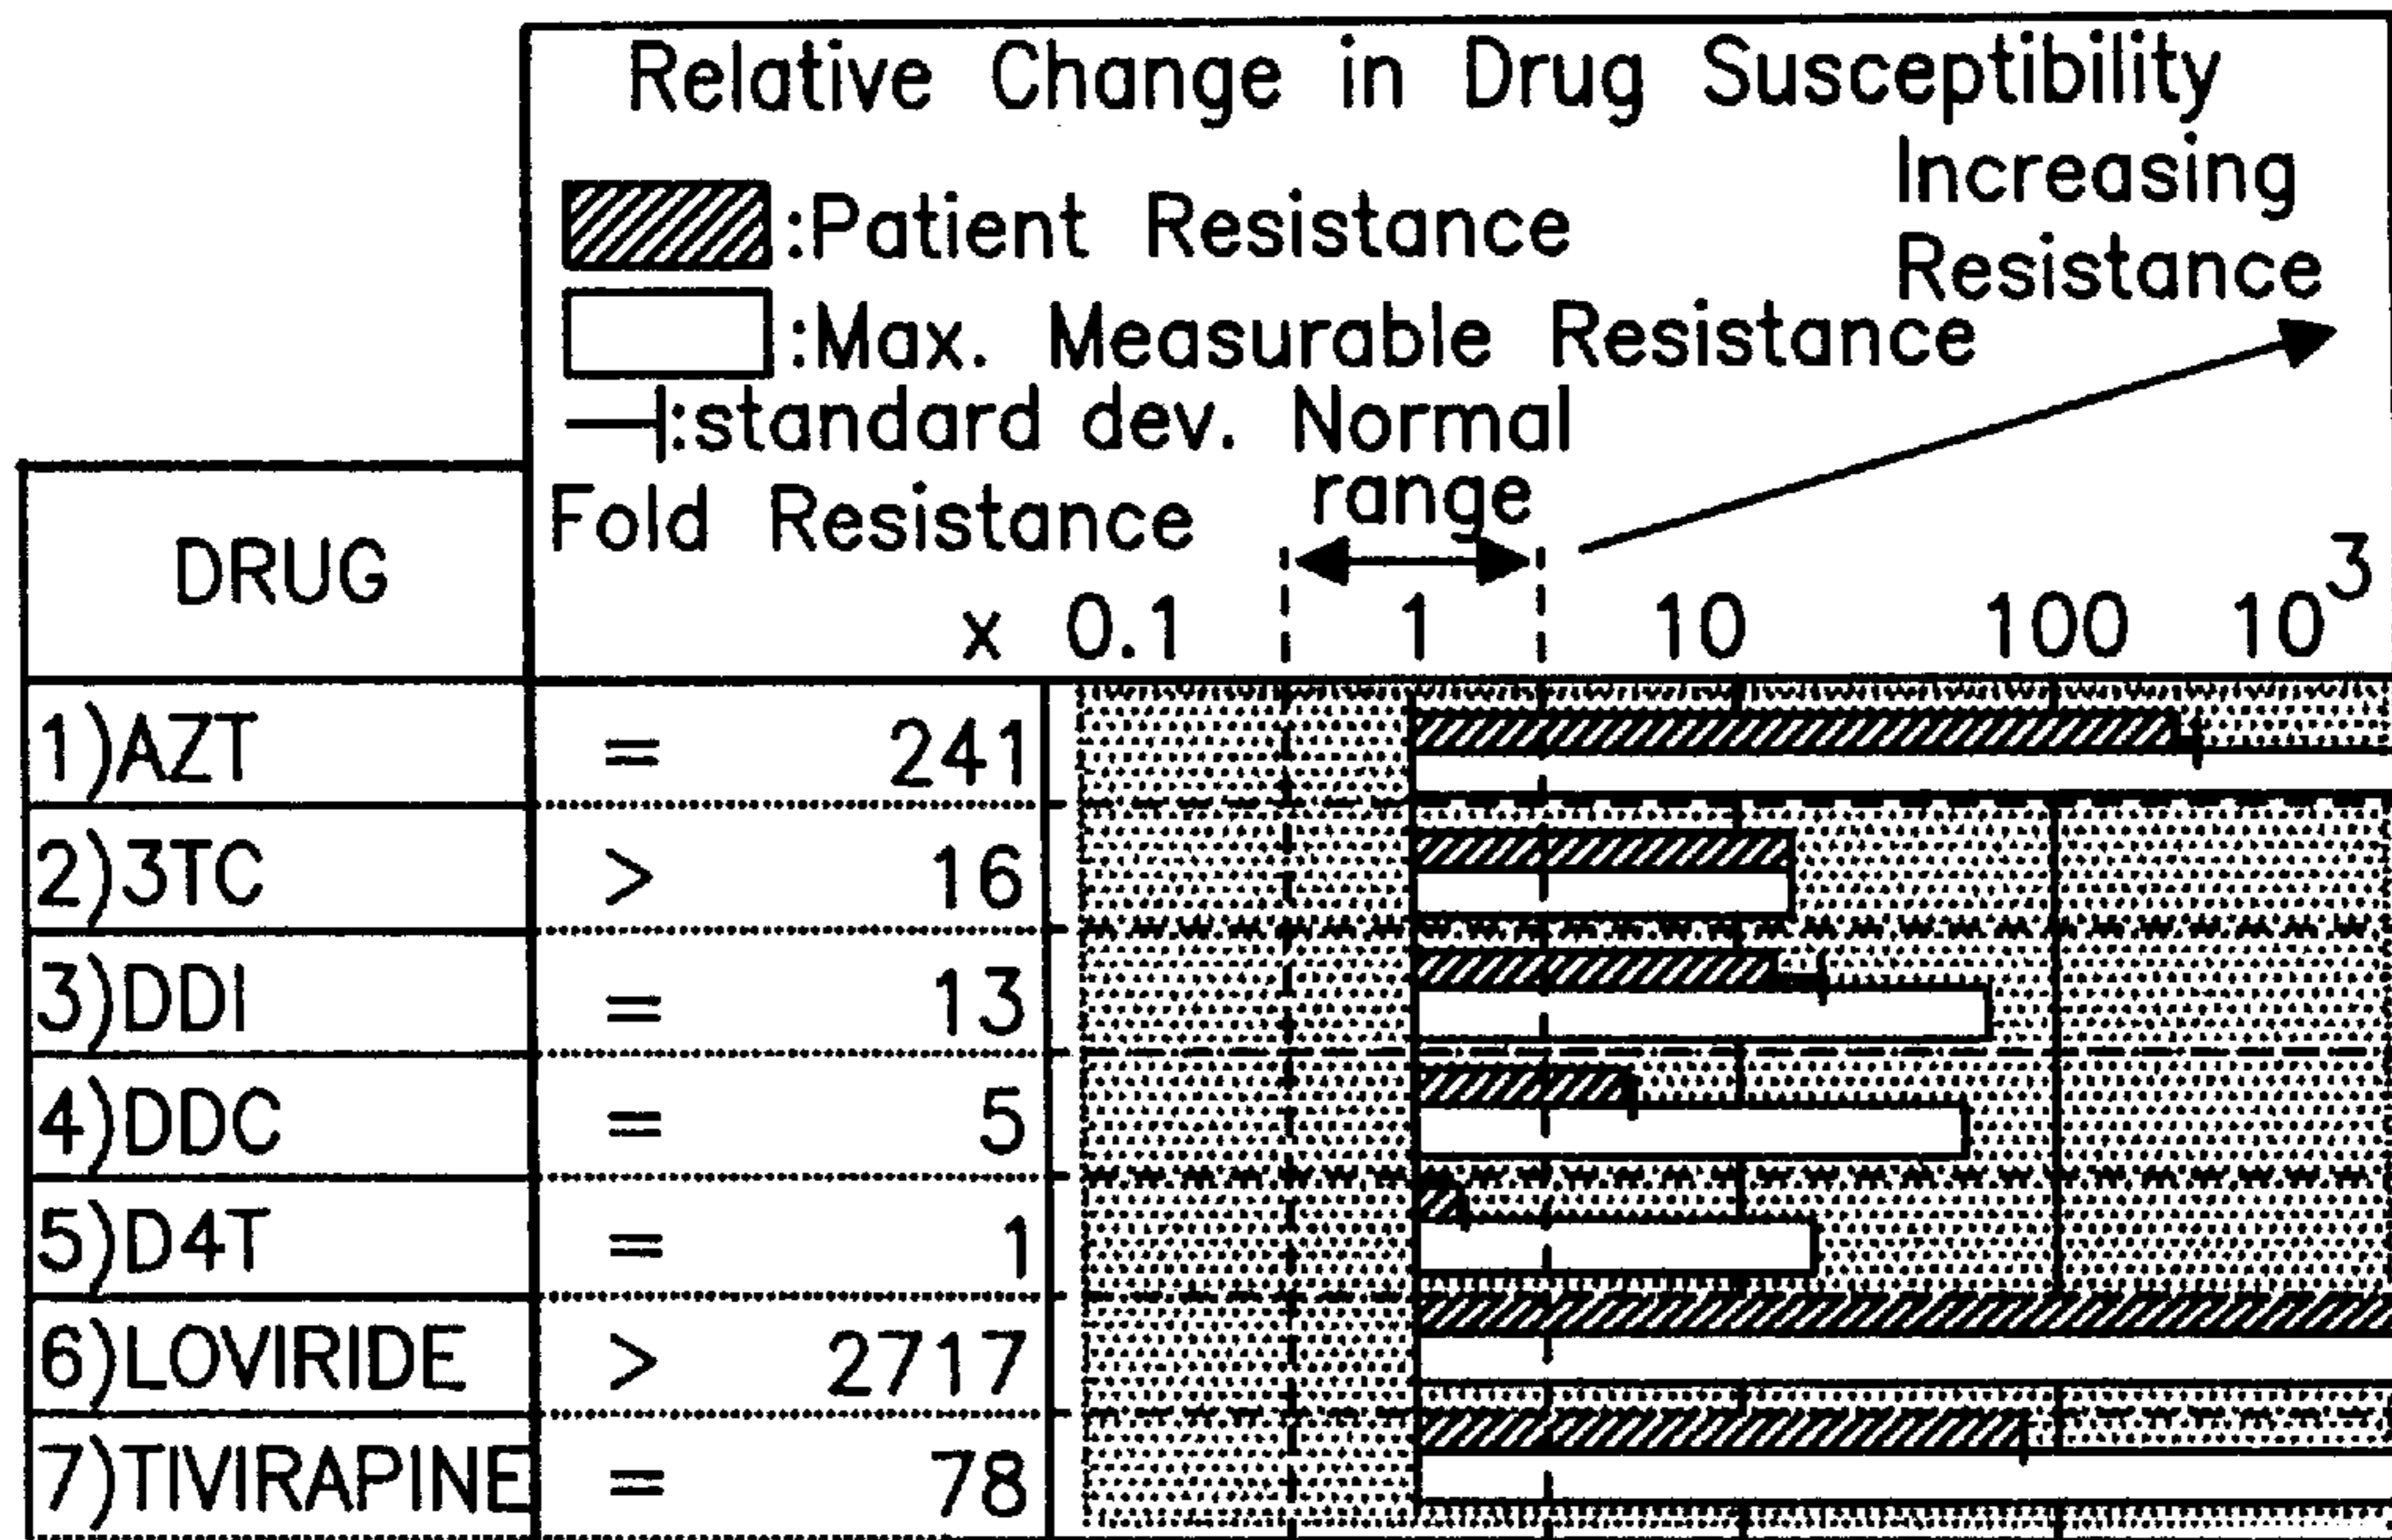 Relative Change in Drug Susceptibility
Increasing
Resistance
:Patient Resistance
:Max. Measurable Resistance
:standard dev. Normal
range
Fold Resistance
DRUG
x 0.1 1 10 100 10³
1)AZT = 241
2)3TC > 16
3)DDI = 13
4)DDC = 5
5)D4T = 1
6)LOVIRIDE > 2717
7)TIVIRAPINE = 78